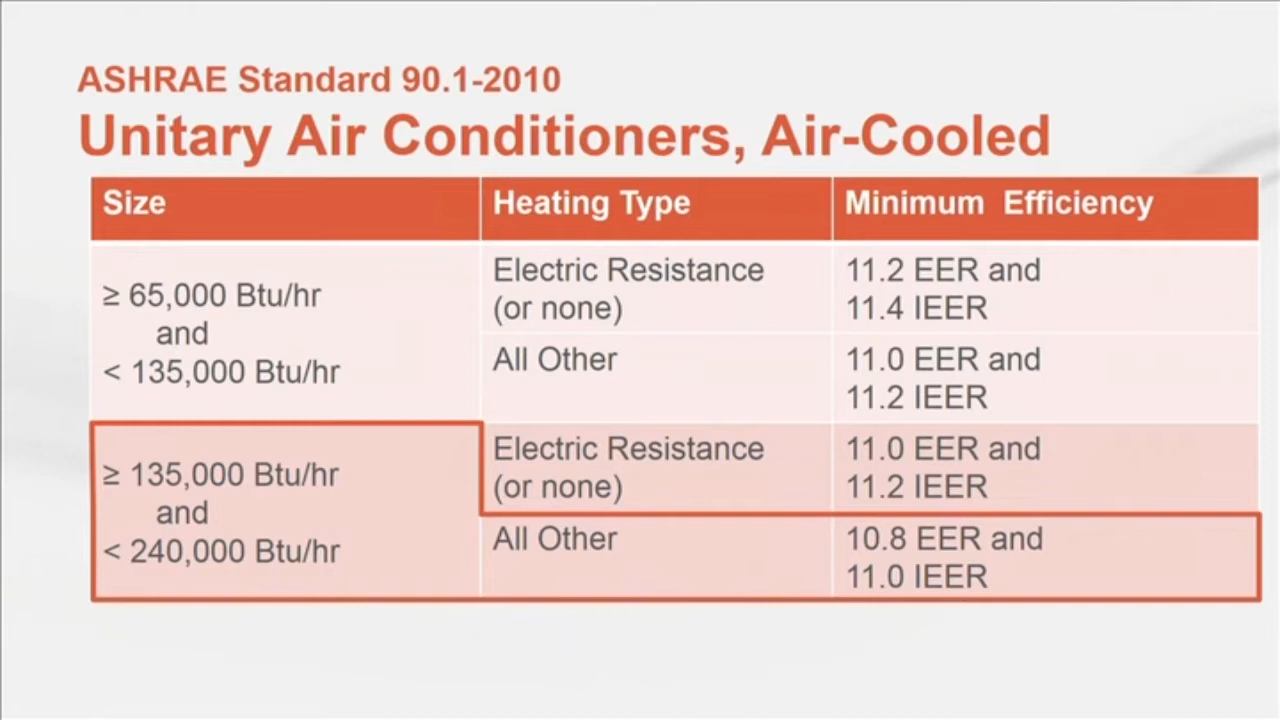 ASHRAE Standard 90.1-2010
Unitary Air Conditioners, Air-Cooled
Size
Heating Type
Minimum Efficiency
≥ 65,000 Btu/hr
and
< 135,000 Btu/hr
Electric Resistance
(or none)
11.2 EER and
11.4 IEER
All Other
11.0 EER and
11.2 IEER
≥ 135,000 Btu/hr
and
< 240,000 Btu/hr
Electric Resistance
(or none)
11.0 EER and
11.2 IEER
All Other
10.8 EER and
11.0 IEER